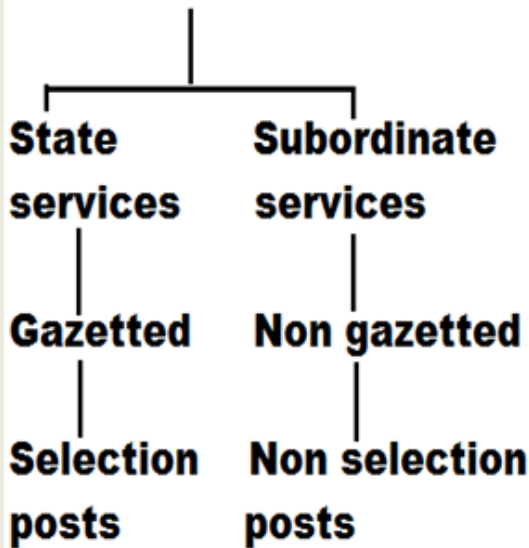 State
services
Gazetted
Selection
posts
Subordinate
services
Non gazetted
Non selection
posts